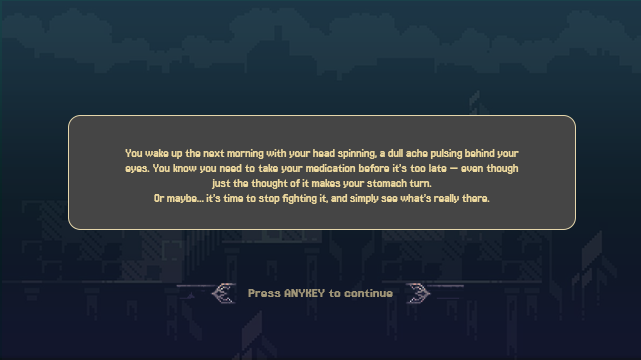 You wake up the next morning with your head spinning, a dull ache pulsing behind your
eyes. You know you need to take your medication before it's too late — even though
just the thought of it makes your stomach turn.
Or maybe... it's time to stop fighting it, and simply see what's really there.
Press ANYKEY to continue